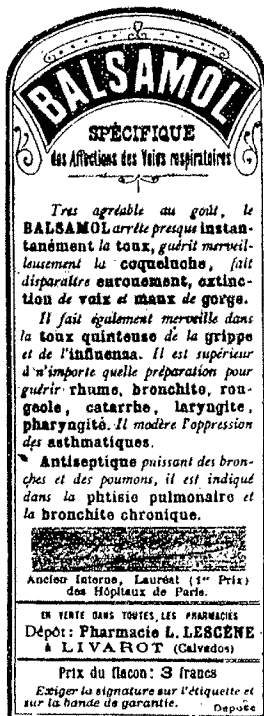 BALSAMOL
SPÉCIFIQUE
des Affections des Voies respiratoires
Tres agréable au goût, le
BALSAMOL arrête presque instan-
tanément la toux, guérit merveil-
leusement la coqueluche, fait
disparaître enrouement, extinc-
tion de voix et maux de gorge.
Il fait également merveille dans
la toux quinteuse de la grippe
et de l'influenza. Il est supérieur
à n'importe quelle préparation pour
guérir rhume, bronchite, rou-
geole, catarrhe, laryngite,
pharyngite. Il modère l'oppression
des asthmatiques.
Antiseptique puissant des bron-
ches et des poumons, il est indiqué
dans la phtisie pulmonaire et
la bronchite chronique.
Ancien Interne, Lauréat (1er Prix)
des Hôpitaux de Paris.
EN VENTE DANS TOUTES LES PHARMACIES
Dépôt: Pharmacie L. LESCÈNE
à LIVAROT (Calvados)
Prix du flacon: 3 francs
Exiger la signature sur l'étiquette et
sur la bande de garantie. Déposé